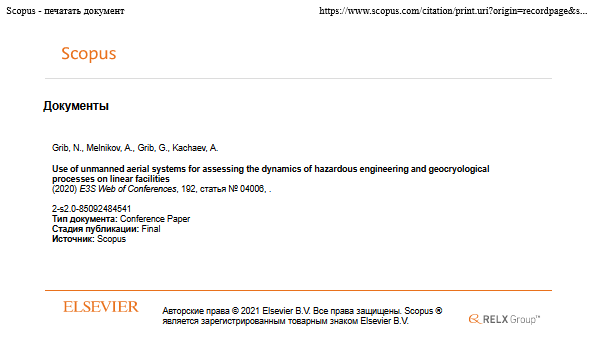 Scopus - печатать документ
https://www.scopus.com/citation/print.uri?origin=recordpage&s...
Scopus
Документы
Grib, N., Melnikov, A., Grib, G., Kachaev, A.
Use of unmanned aerial systems for assessing the dynamics of hazardous engineering and geocryological
processes on linear facilities
(2020) E3S Web of Conferences, 192, статья № 04006, .
2-s2.0-85092484541
Тип документа: Conference Paper
Стадия публикации: Final
Источник: Scopus
ELSEVIER
Авторские права © 2021 Elsevier B.V. Все права защищены. Scopus ®
является зарегистрированным товарным знаком Elsevier B.V.
RELX Group™